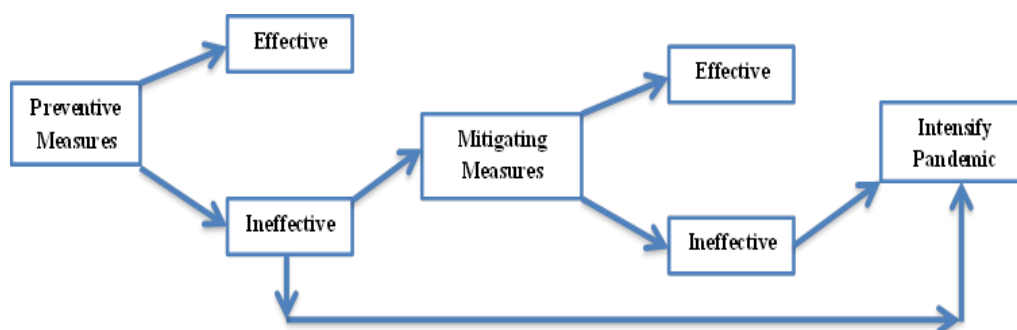 Effective
Preventive
Measures
Ineffective
Mitigating
Measures
Effective
Ineffective
Intensify
Pandemic